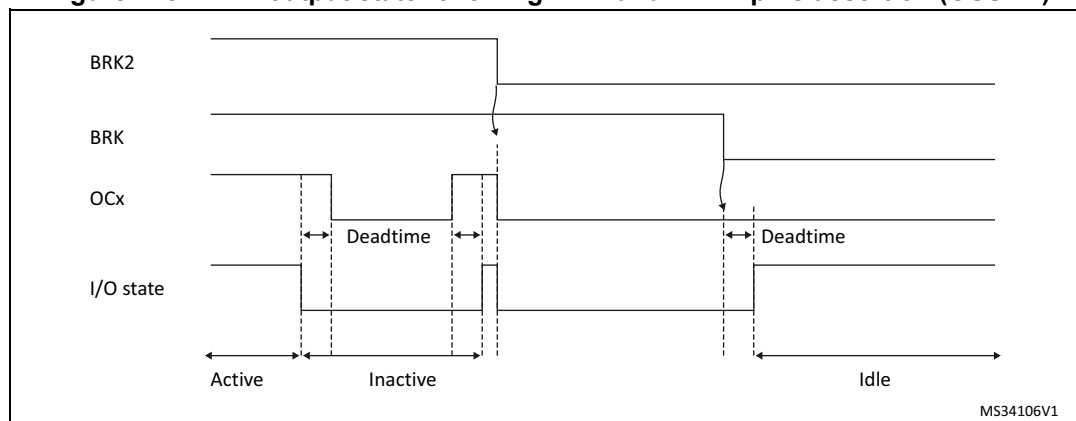 BRK2
BRK
OCx
Deadtime
Deadtime
I/O state
Active
Inactive
Idle
MS34106V1